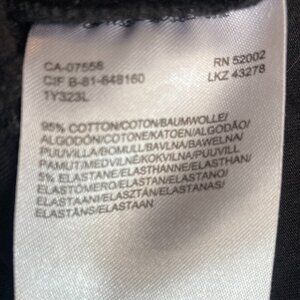 CA-07558 RN 52002
CIF B-81-648160 LKZ 43278
1Y323L
95% COTTON/COTON/BAUMWOLLE/
ALGODÓN/COTONE/KATOEN/ALGODÃO/
PUUVILLA/BOMULL/BAVLNA/BAWEŁNA/
PAMUT/MEDVILNĖ/KOKVILNA/PUUVILL
5% ELASTANE/ELASTHANNE/ELASTHAN/
ELASTÓMERO/ELASTAN/ELASTANO/
ELASTAANI/ELASZTÁN/ELASTANAS/
ELASTĀNS/ELASTAAN